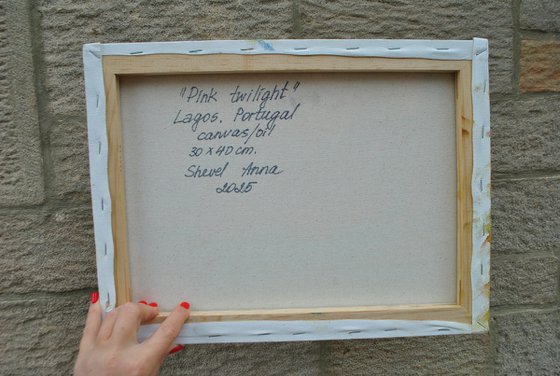 "Pink twilight"
Lagos. Portugal
canvas/oil
30 x 40 cm.
Shevel Anna
2025